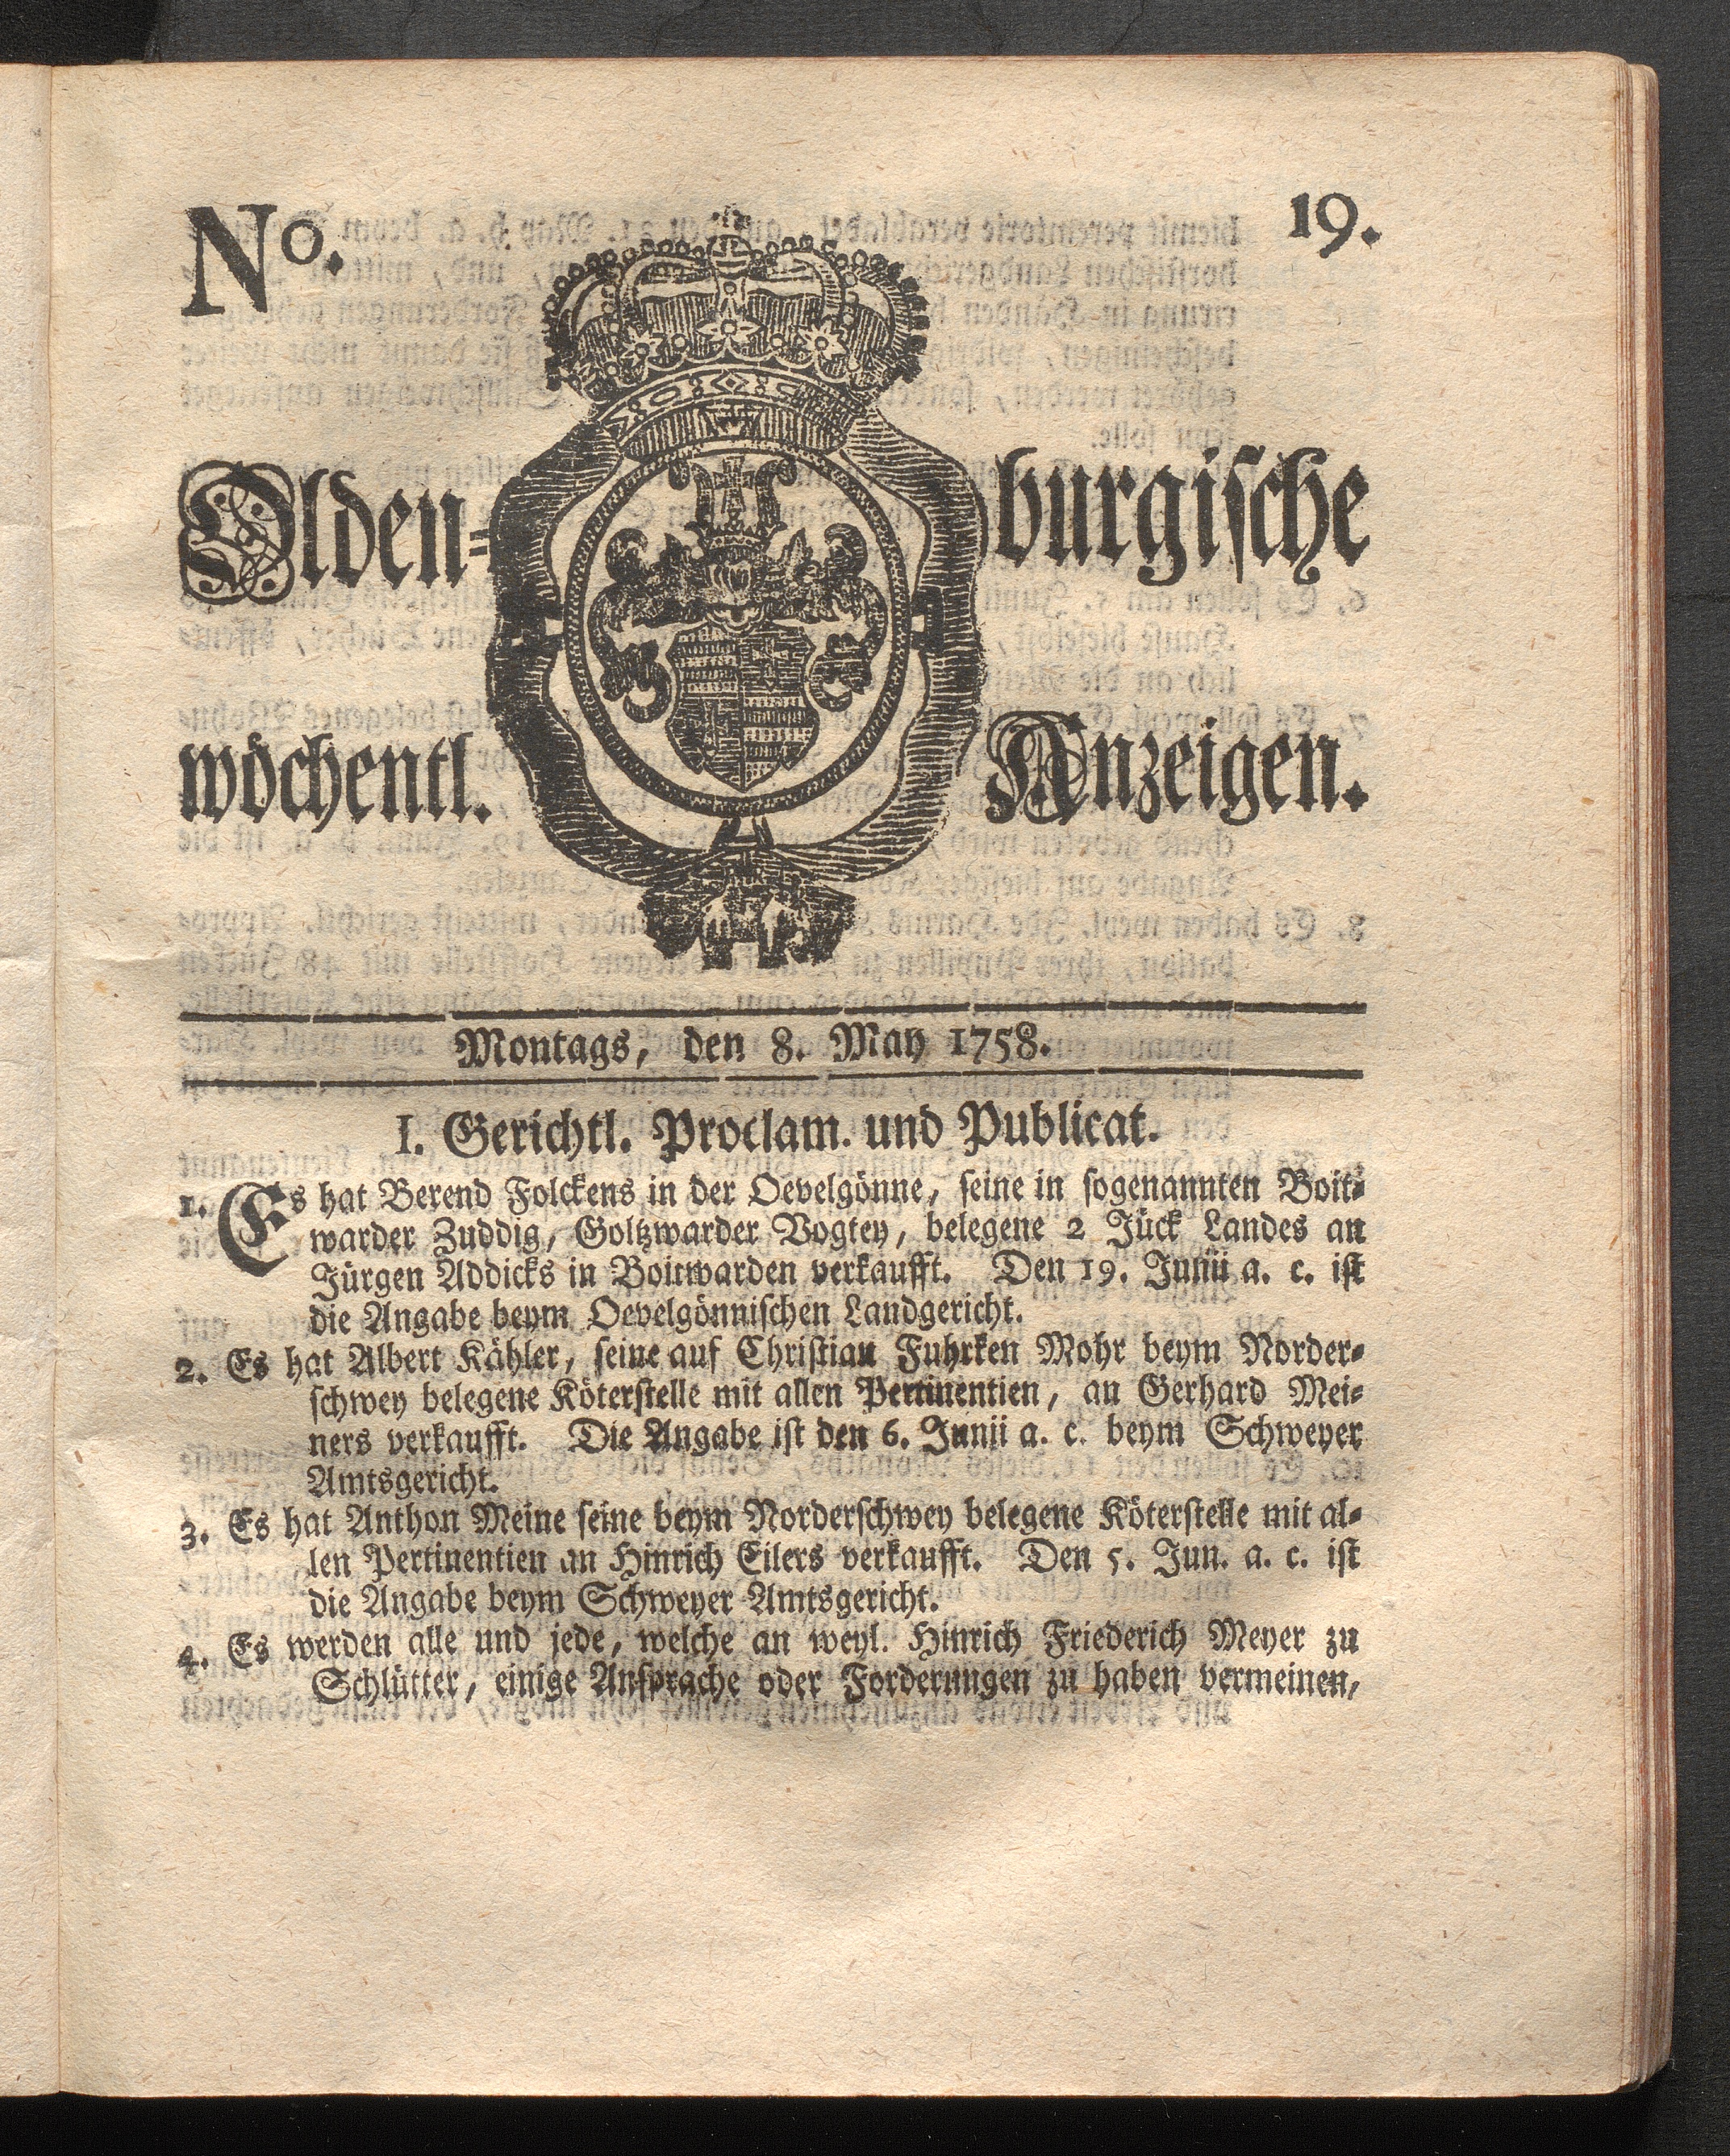 No. 19.
Olden-burgische
wöchentl. Anzeigen.
Montags, den 8. May 1758.
I. Gerichtl. Proclam. und Publicat.
1. Es hat Berend Folckens in der Oevelgönne, seine in sogenannten Boit-
warder Zuddig, Goltzwarder Vogtey, belegene 2 Jück Landes an
Jürgen Addicks in Boitwarden verkaufft. Den 19. Junii a. c. ist
die Angabe beym Oevelgönnischen Landgericht.
2. Es hat Albert Kähler, seine auf Christian Fuhrken Mohr beym Norder-
schwey belegene Köterstelle mit allen Pertinentien, an Gerhard Mei-
ners verkaufft. Die Angabe ist den 6. Junii a. c. beym Schweyer
Amtsgericht.
3. Es hat Anthon Meine seine beym Norderschwey belegene Köterstelle mit al-
len Pertinentien an Hinrich Eilers verkaufft. Den 5. Jun. a. c. ist
die Angabe beym Schweyer Amtsgericht.
4. Es werden alle und jede, welche an weyl. Hinrich Friederich Meyer zu
Schlütter, einige Ansprache oder Forderungen zu haben vermeinen,